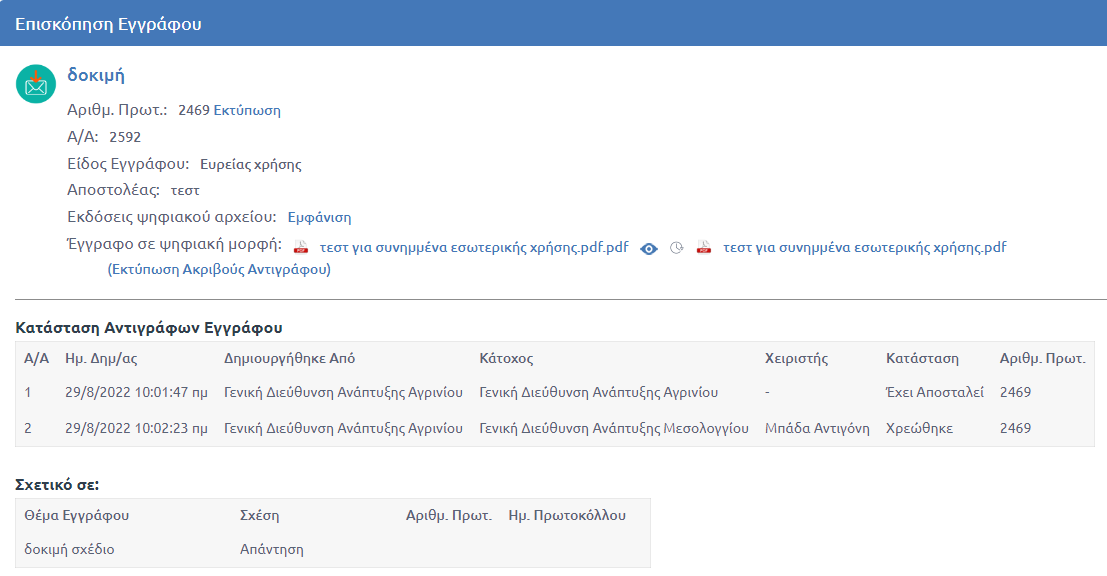 Επισκόπηση Εγγράφου
δοκιμή
Αριθμ. Πρωτ.: 2469 Εκτύπωση
Α/Α: 2592
Είδος Εγγράφου: Ευρείας χρήσης
Αποστολέας: τεστ
Εκδόσεις ψηφιακού αρχείου: Εμφάνιση
Έγγραφο σε ψηφιακή μορφή: τεστ για συνημμένα εσωτερικής χρήσης.pdf.pdf τεστ για συνημμένα εσωτερικής χρήσης.pdf
(Εκτύπωση Ακριβούς Αντιγράφου)
Κατάσταση Αντιγράφων Εγγράφου
Α/Α Ημ. Δημ/ας Δημιουργήθηκε Από Κάτοχος Χειριστής Κατάσταση Αριθμ. Πρωτ.
1 29/8/2022 10:01:47 πμ Γενική Διεύθυνση Ανάπτυξης Αγρινίου Γενική Διεύθυνση Ανάπτυξης Αγρινίου - Έχει Αποσταλεί 2469
2 29/8/2022 10:02:23 πμ Γενική Διεύθυνση Ανάπτυξης Αγρινίου Γενική Διεύθυνση Ανάπτυξης Μεσολογγίου Μπάδα Αντιγόνη Χρεώθηκε 2469
Σχετικό σε:
Θέμα Εγγράφου Σχέση Αριθμ. Πρωτ. Ημ. Πρωτοκόλλου
δοκιμή σχέδιο Απάντηση